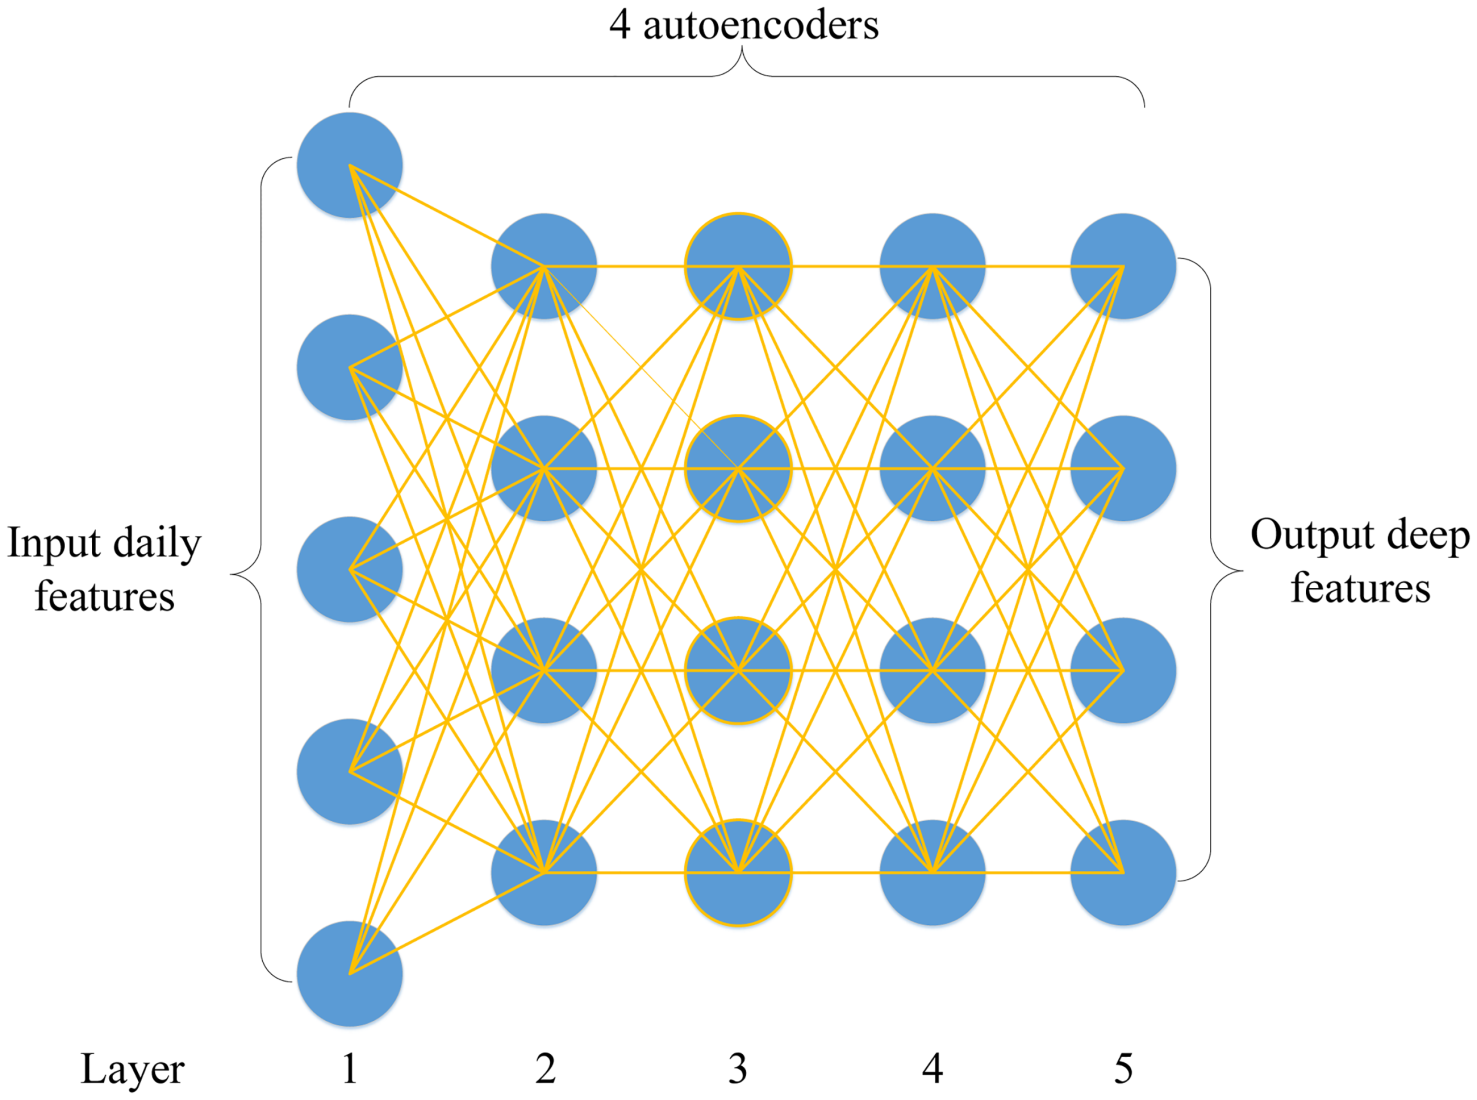 4 autoencoders
Input daily
features
Output deep
features
Layer 1 2 3 4 5